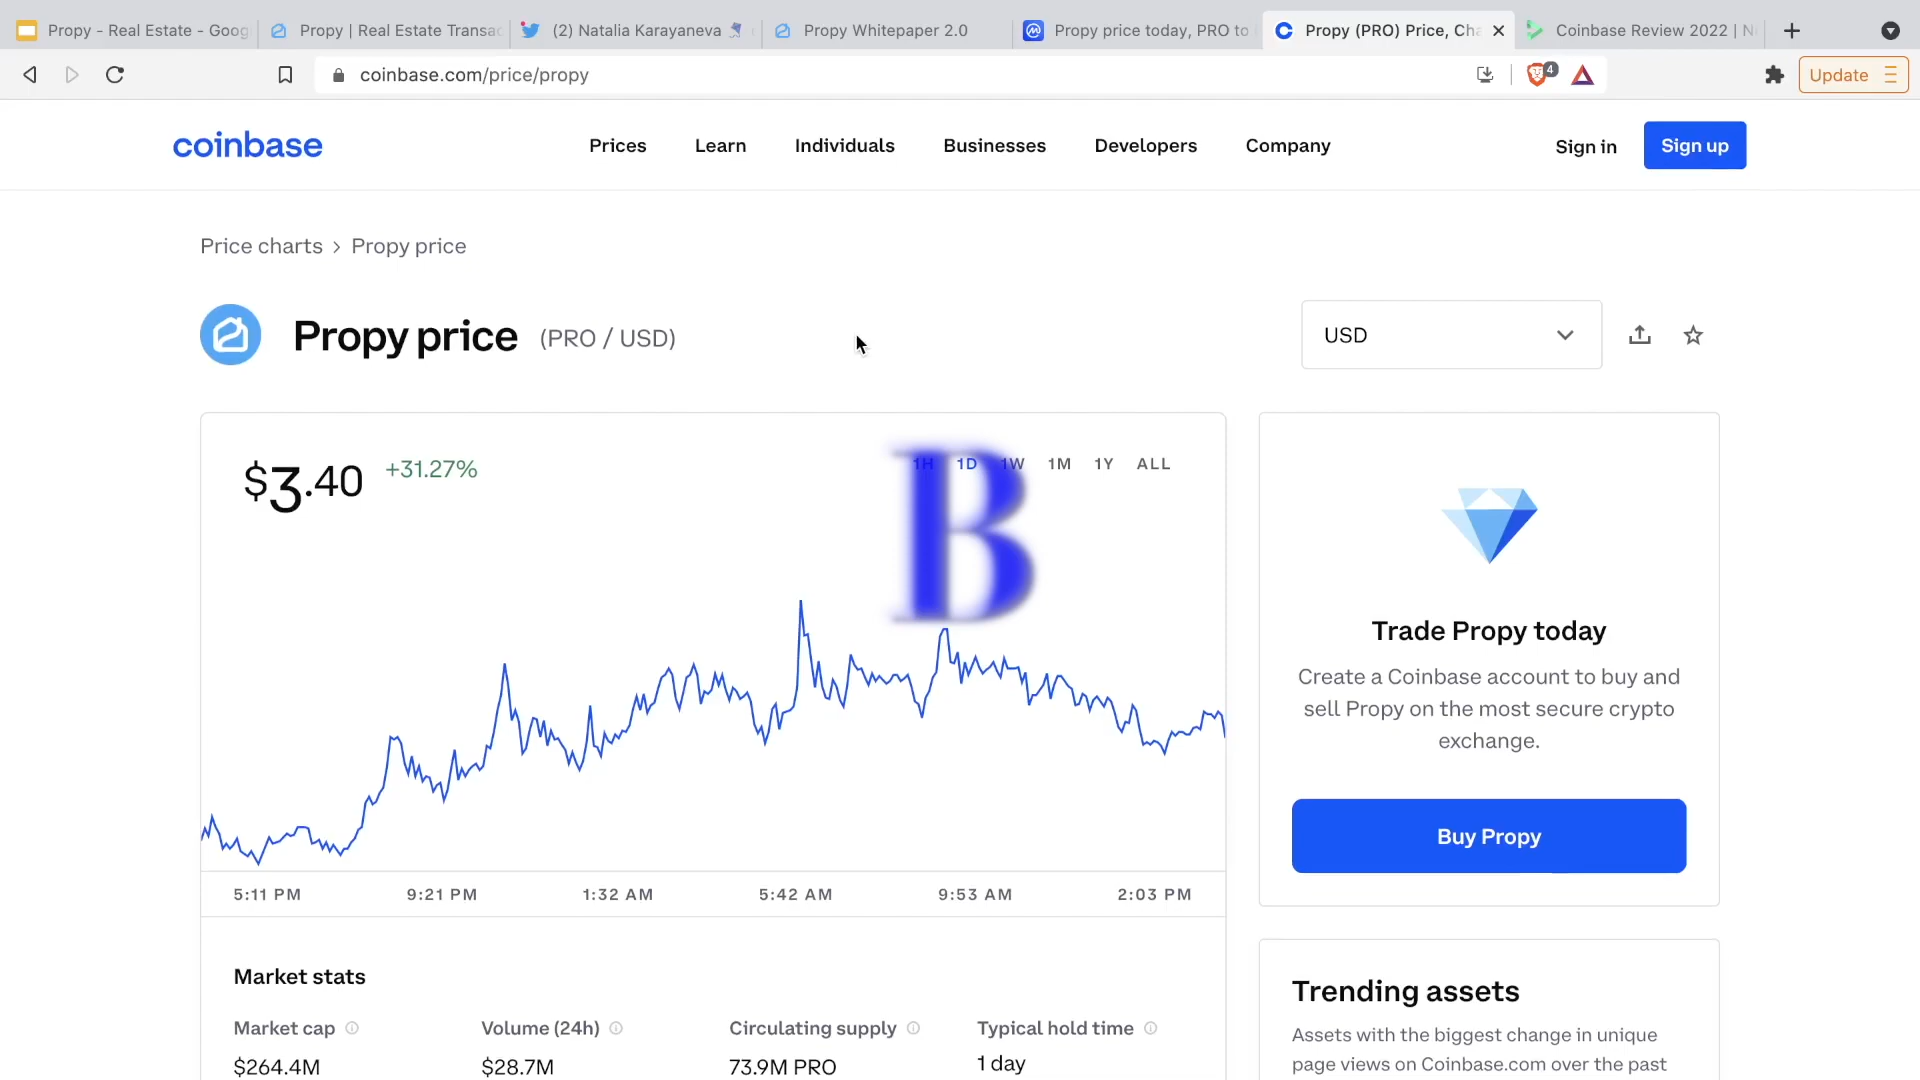 Propy - Real Estate - Goog
Propy | Real Estate Transac
(2) Natalia Karayaneva
Propy Whitepaper 2.0
Propy price today, PRO to
Propy (PRO) Price, Cha
Coinbase Review 2022 | N
coinbase.com/price/propy
4
Update
coinbase
Prices
Learn
Individuals
Businesses
Developers
Company
Sign in
Sign up
Price charts > Propy price
Propy price (PRO / USD)
USD
$3.40 +31.27%
1H 1D 1W 1M 1Y ALL
B
Trade Propy today
Create a Coinbase account to buy and
sell Propy on the most secure crypto
exchange.
Buy Propy
5:11 PM 9:21 PM 1:32 AM 5:42 AM 9:53 AM 2:03 PM
Market stats
Market cap
$264.4M
Volume (24h)
$28.7M
Circulating supply
73.9M PRO
Typical hold time
1 day
Trending assets
Assets with the biggest change in unique
page views on Coinbase.com over the past